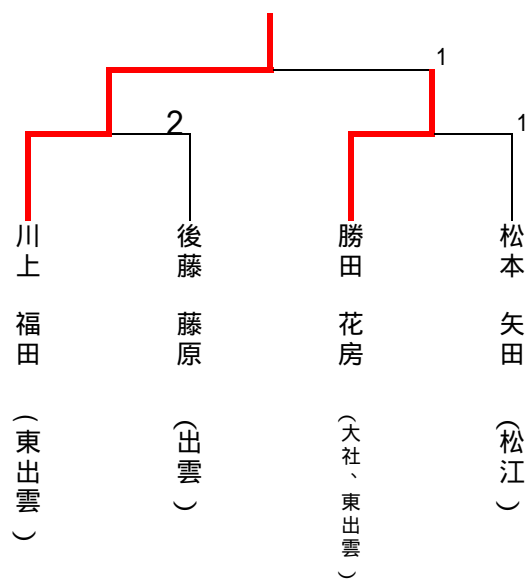 1
2
1
川上 福田 （東出雲）
後藤 藤原 （出雲）
勝田 花房 （大社、東出雲）
松本 矢田 （松江）